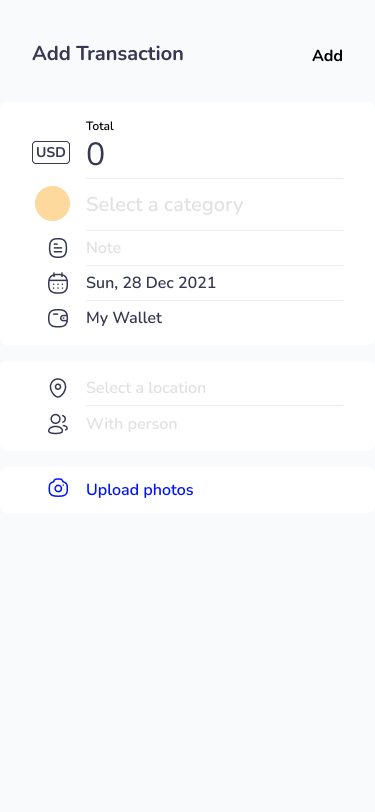 Add Transaction
Add
Total
USD
0
Select a category
Note
Sun, 28 Dec 2021
My Wallet
Select a location
With person
Upload photos